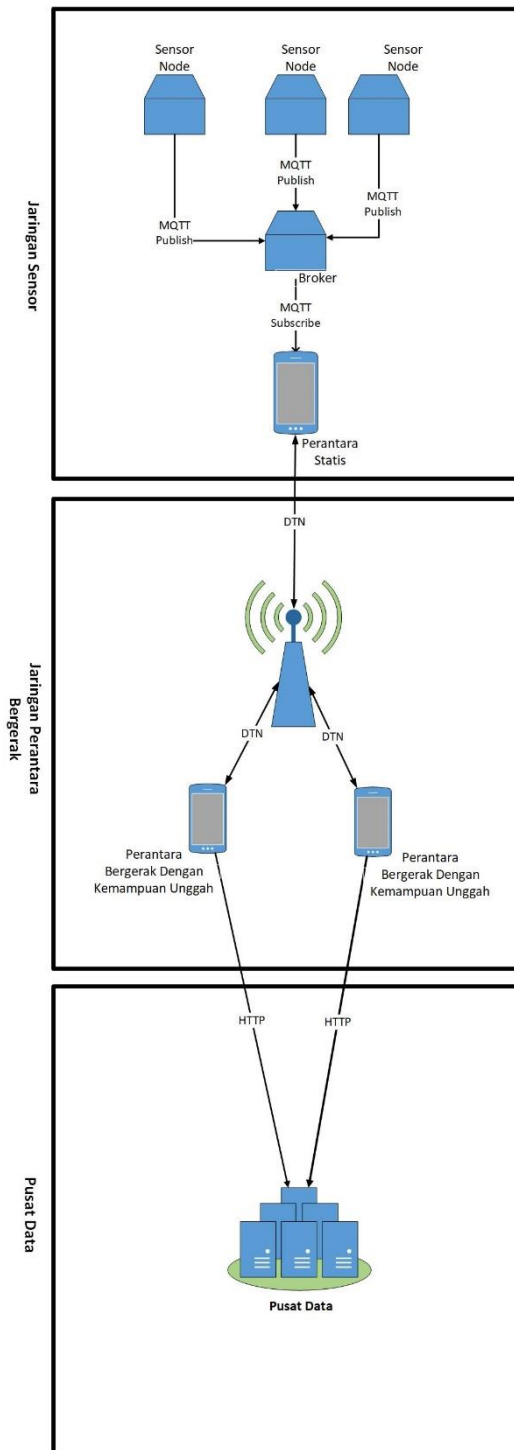 Jaringan Sensor
Sensor
Node
Sensor
Node
Sensor
Node
MQTT
Publish
MQTT
Publish
MQTT
Publish
Broker
MQTT
Subscribe
Perantara
Statis
Jaringan Perantara
Bergerak
DTN
DTN
DTN
Perantara
Bergerak Dengan
Kemampuan Unggah
Perantara
Bergerak Dengan
Kemampuan Unggah
Pusat Data
HTTP
HTTP
Pusat Data